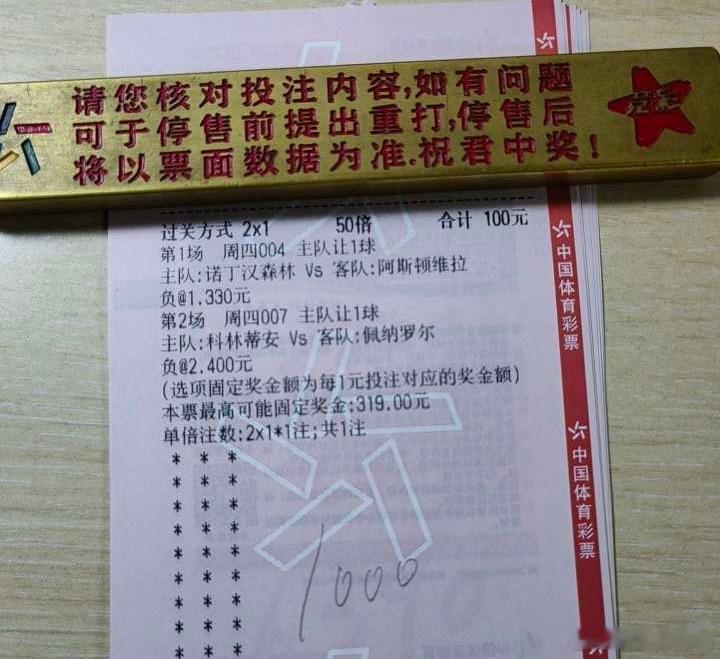 请您核对投注内容,如有问题
可于停售前提出重打,停售后
将以票面数据为准.祝君中奖!
过关方式 2x1 50倍 合计 100元
第1场 周四004 主队让1球
主队:诺丁汉森林 Vs 客队:阿斯顿维拉
负@1.330元
第2场 周四007 主队让1球
主队:科林蒂安 Vs 客队:佩纳罗尔
负@2.400元
(选项固定奖金额为每1元投注对应的奖金额)
本票最高可能固定奖金:319.00元
单倍注数:2x1*1注;共1注
* * *
* * *
* * *
* * *
* * *
* * *
* * *
* * *
* * *
1000
中国体育彩票
中国体育彩票